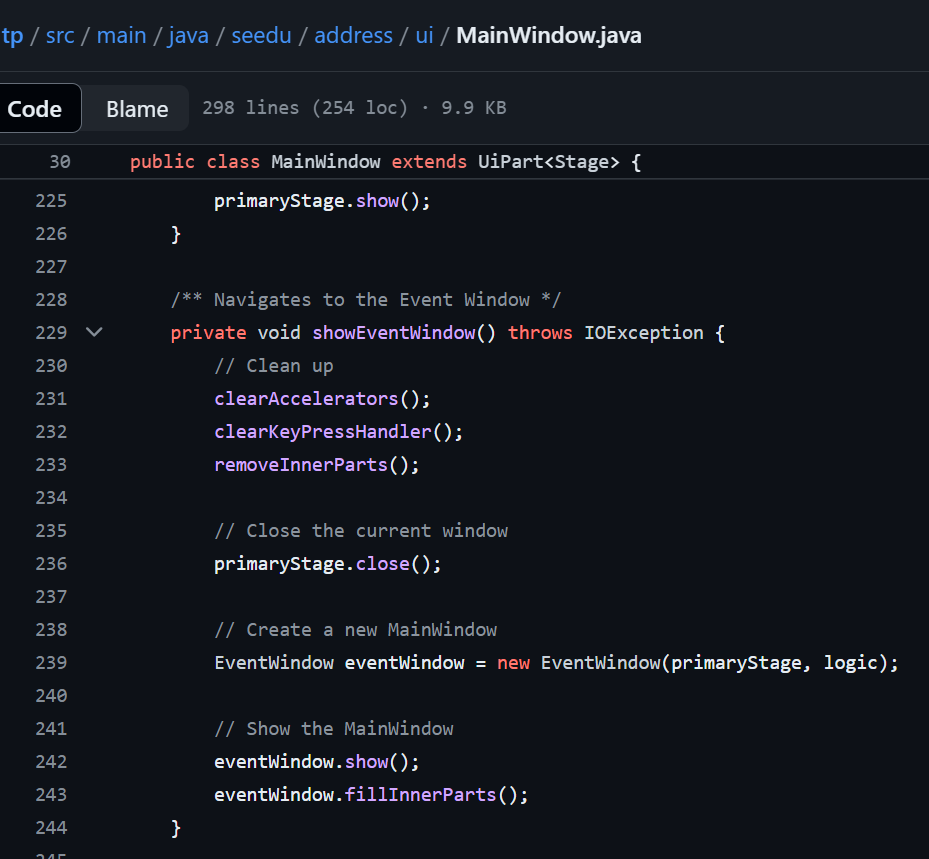 tp / src / main / java / seedu / address / ui / MainWindow.java
Code Blame 298 lines (254 loc) · 9.9 KB
30 public class MainWindow extends UiPart<Stage> {
225 primaryStage.show();
226 }
227
228 /** Navigates to the Event Window */
229 private void showEventWindow() throws IOException {
230 // Clean up
231 clearAccelerators();
232 clearKeyPressHandler();
233 removeInnerParts();
234
235 // Close the current window
236 primaryStage.close();
237
238 // Create a new MainWindow
239 EventWindow eventWindow = new EventWindow(primaryStage, logic);
240
241 // Show the MainWindow
242 eventWindow.show();
243 eventWindow.fillInnerParts();
244 }